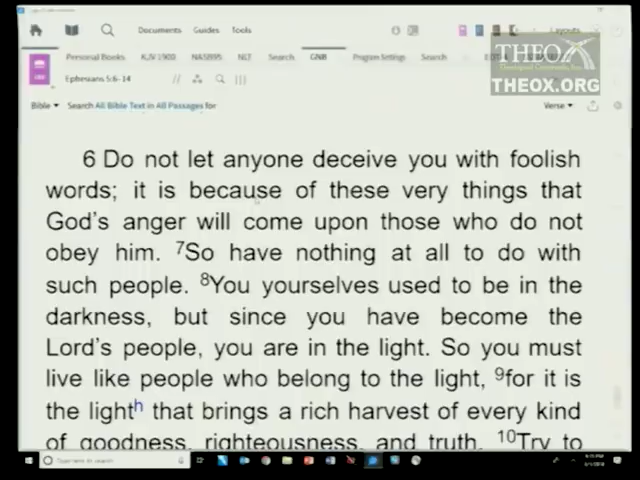 Documents Guides Tools Layouts
THEOX
THEOX.ORG
Personal Books KJV 1900 NASB95 NLT Search GNB Program Settings Search
Ephesians 5:6-14
Bible Search All Bible Text in All Passages for Verse
6 Do not let anyone deceive you with foolish
words; it is because of these very things that
God's anger will come upon those who do not
obey him. 7So have nothing at all to do with
such people. 8You yourselves used to be in the
darkness, but since you have become the
Lord's people, you are in the light. So you must
live like people who belong to the light, 9for it is
the lighth that brings a rich harvest of every kind
of goodness, righteousness, and truth. 10Try to
Type here to search